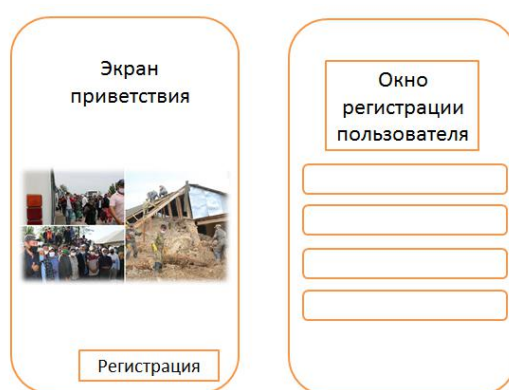 Экран
приветствия
Регистрация
Окно
регистрации
пользователя